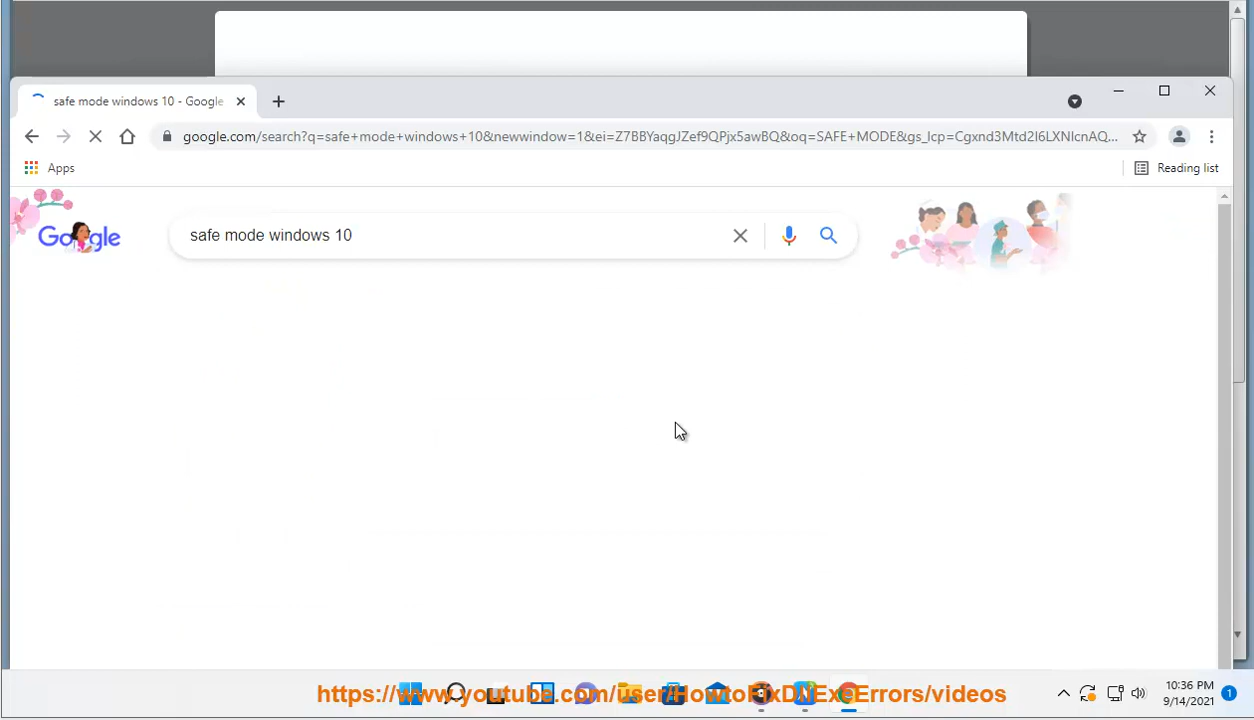 safe mode windows 10 - Google
google.com/search?q=safe+mode+windows+10&newwindow=1&ei=Z7BBYaqgJZef9QPjx5awBQ&oq=SAFE+MODE&gs_lcp=Cgxnd3Mtd2l6LXNlcnAQ...
Apps
Reading list
Google
safe mode windows 10
https://www.youtube.com/user/HowtoFixDllExeErrors/videos
10:36 PM
9/14/2021
1